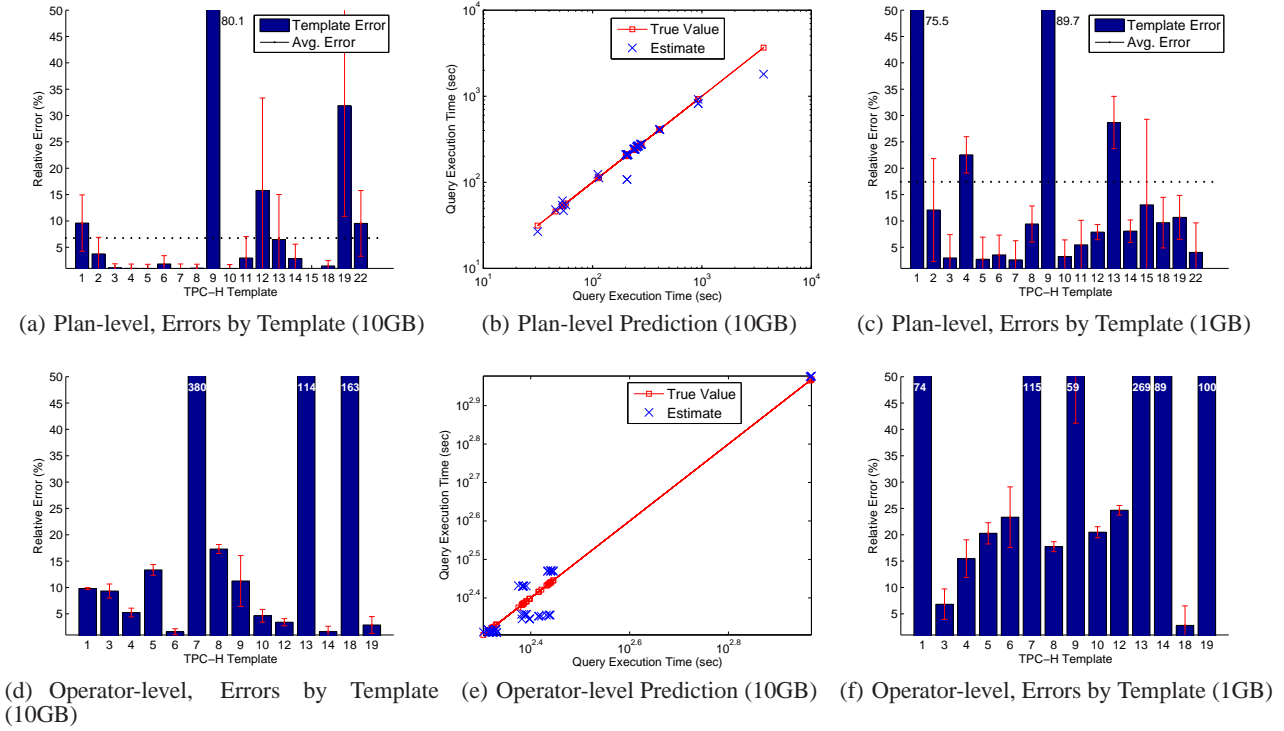 50
45
40
35
30
25
20
15
10
5
Relative Error (%)
80.1
Template Error
Avg. Error
1 2 3 4 5 6 7 8 9 10 11 12 13 14 15 18 19 22
TPC−H Template
(a) Plan-level, Errors by Template (10GB)
10^4
10^3
10^2
10^1
Query Execution Time (sec)
True Value
Estimate
10^1 10^2 10^3 10^4
Query Execution Time (sec)
(b) Plan-level Prediction (10GB)
50
45
40
35
30
25
20
15
10
5
Relative Error (%)
75.5
89.7
Template Error
Avg. Error
1 2 3 4 5 6 7 8 9 10 11 12 13 14 15 18 19 22
TPC−H Template
(c) Plan-level, Errors by Template (1GB)
50
45
40
35
30
25
20
15
10
5
Relative Error (%)
380
114
163
1 3 4 5 6 7 8 9 10 12 13 14 18 19
TPC−H Template
(d) Operator-level, Errors by Template
(10GB)
10^2.9
10^2.8
10^2.7
10^2.6
10^2.5
10^2.4
Query Execution Time (sec)
True Value
Estimate
10^2.4 10^2.6 10^2.8
Query Execution Time (sec)
(e) Operator-level Prediction (10GB)
50
45
40
35
30
25
20
15
10
5
Relative Error (%)
74
115
59
269
89
100
1 3 4 5 6 7 8 9 10 12 13 14 18 19
TPC−H Template
(f) Operator-level, Errors by Template (1GB)